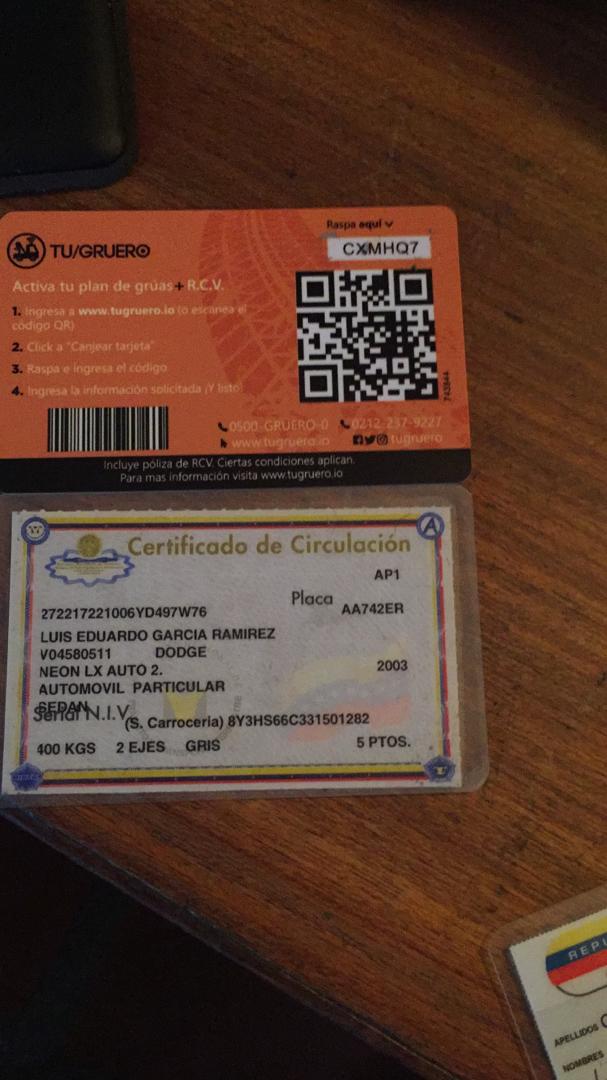 Raspa aquí
CXMHQ7
TU/GRUERO
Activa tu plan de grúas+ R.C.V.
1. Ingresa a www.tugruero.io (o escanea el
código QR)
2. Click a "Canjear tarjeta"
3. Raspa e ingresa el código
4. Ingresa la información solicitada ¡Y listo!
743844
0500-GRUERO-0 0212-237-9227
www.tugruero.io tugruero
Incluye póliza de RCV. Ciertas condiciones aplican.
Para mas información visita www.tugruero.io
Certificado de Circulación
AP1
Placa AA742ER
272217221006YD497W76
LUIS EDUARDO GARCIA RAMIREZ
V04580511 DODGE
NEON LX AUTO 2. 2003
AUTOMOVIL PARTICULAR
SEDAN
Serial N.I.V. (S. Carroceria) 8Y3HS66C331501282
400 KGS 2 EJES GRIS 5 PTOS.
REPU
APELLIDOS
NOMBRES